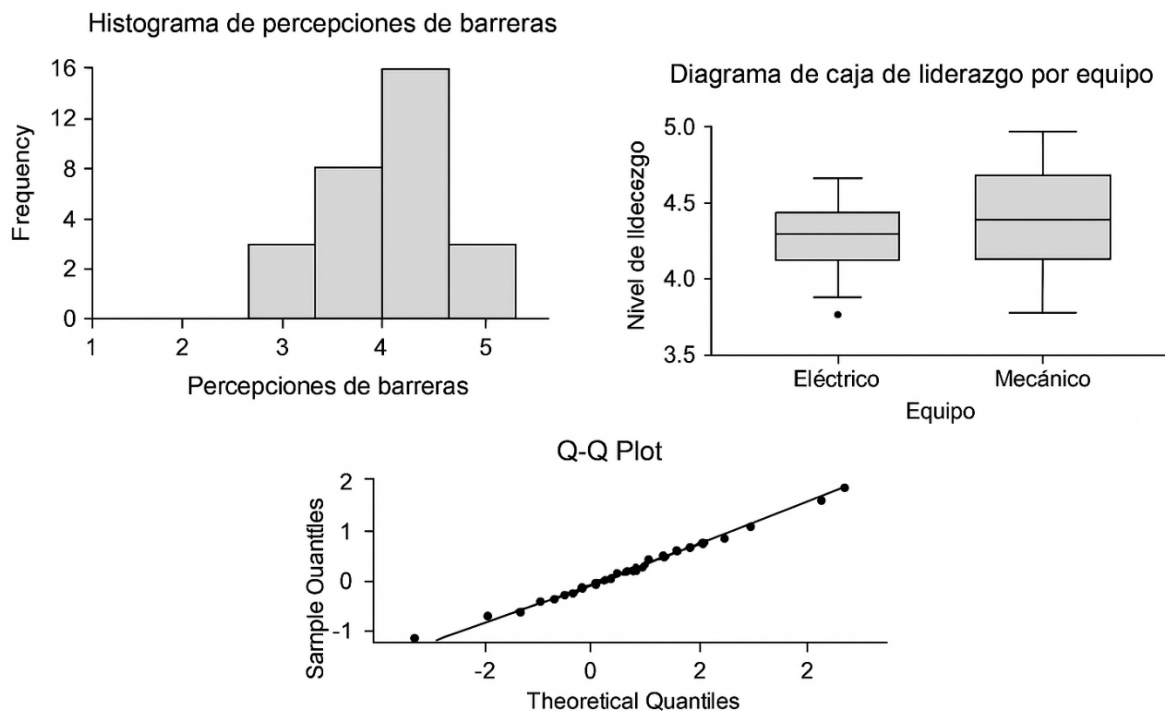 Histograma de percepciones de barreras
16
12
8
4
2
0
Frequency
1 2 3 4 5
Percepciones de barreras
Diagrama de caja de liderazgo por equipo
5.0
4.5
4.0
3.5
Nivel de lldecezgo
Eléctrico Mecánico
Equipo
Q-Q Plot
2
1
0
-1
Sample Ouantlles
-2 0 2 2
Theoretical Quantiles